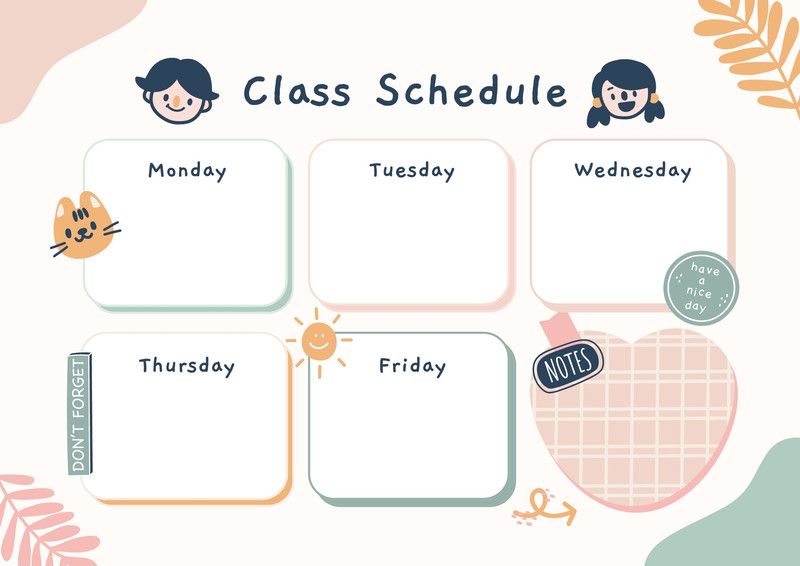 Class Schedule
Monday
Tuesday
Wednesday
have
a
nice
day
Thursday
Friday
NOTES
DON'T FORGET